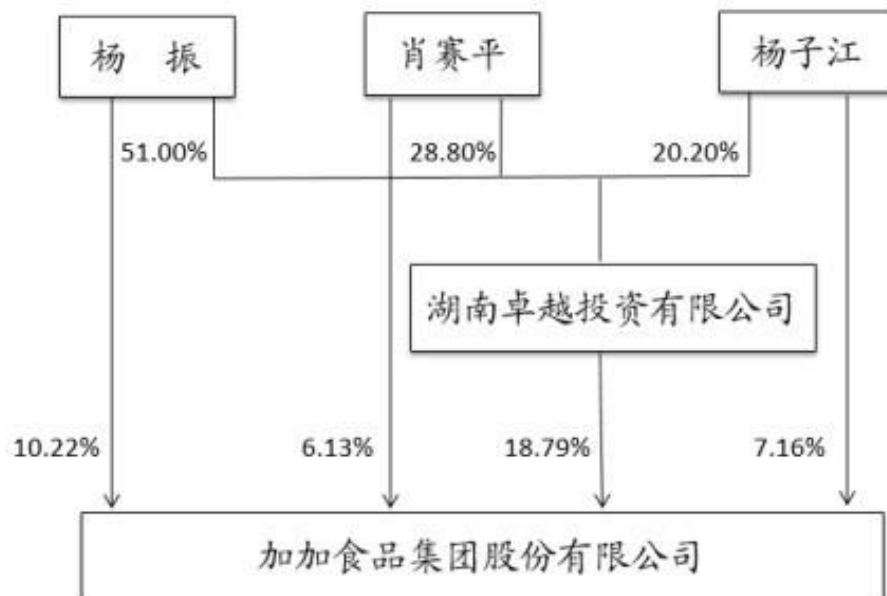 杨 振
肖赛平
杨子江
51.00%
28.80%
20.20%
湖南卓越投资有限公司
10.22%
6.13%
18.79%
7.16%
加加食品集团股份有限公司